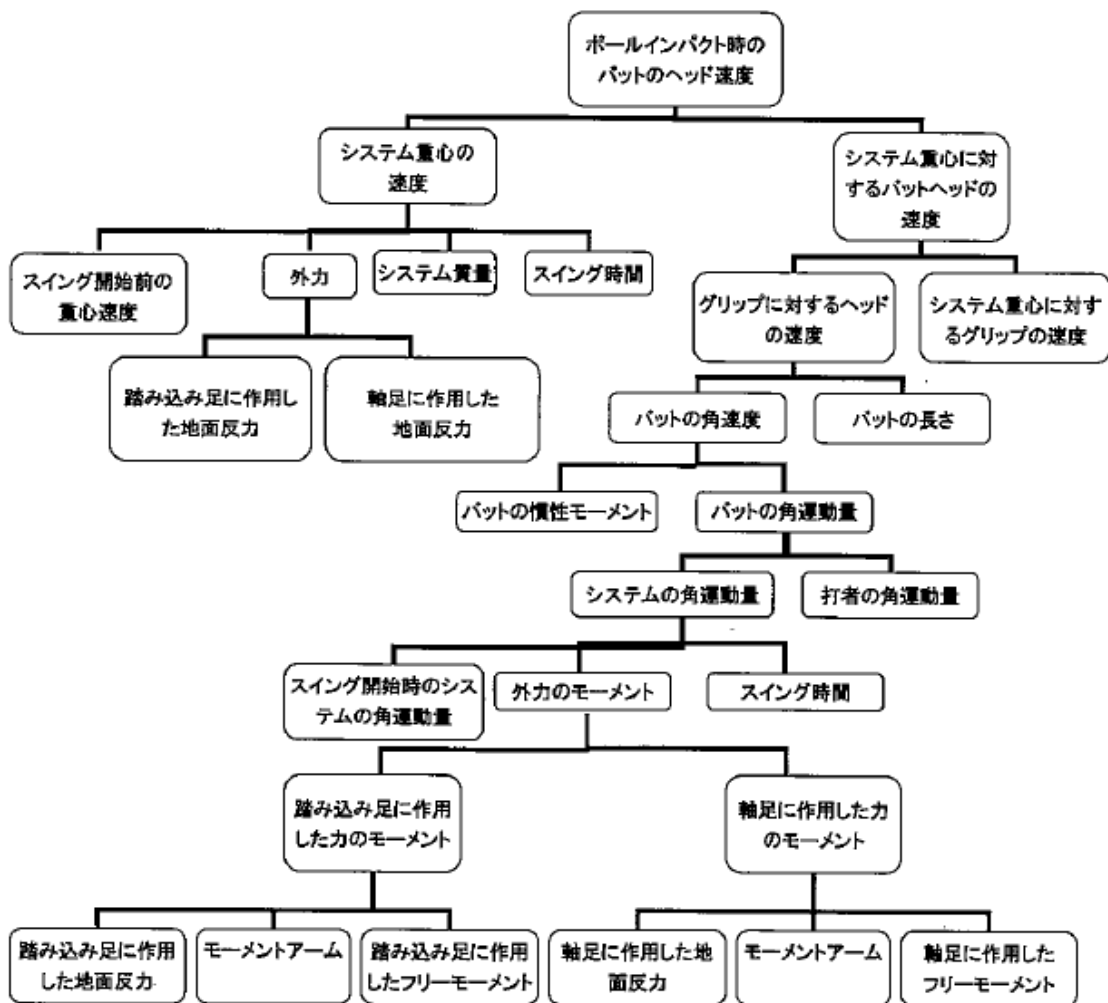 ボールインパクト時の
バットのヘッド速度
システム重心の
速度
システム重心に対
するバットヘッドの
速度
スイング開始前の
重心速度
外力
システム質量
スイング時間
グリップに対するヘッド
の速度
システム重心に対す
るグリップの速度
踏み込み足に作用し
た地面反力
軸足に作用した
地面反力
バットの角速度
バットの長さ
バットの慣性モーメント
バットの角運動量
システムの角運動量
打者の角運動量
スイング開始時のシス
テムの角運動量
外力のモーメント
スイング時間
踏み込み足に作用
した力のモーメント
軸足に作用した力
のモーメント
踏み込み足に作用
した地面反力
モーメントアーム
踏み込み足に作用
したフリーモーメント
軸足に作用した地
面反力
モーメントアーム
軸足に作用した
フリーモーメント